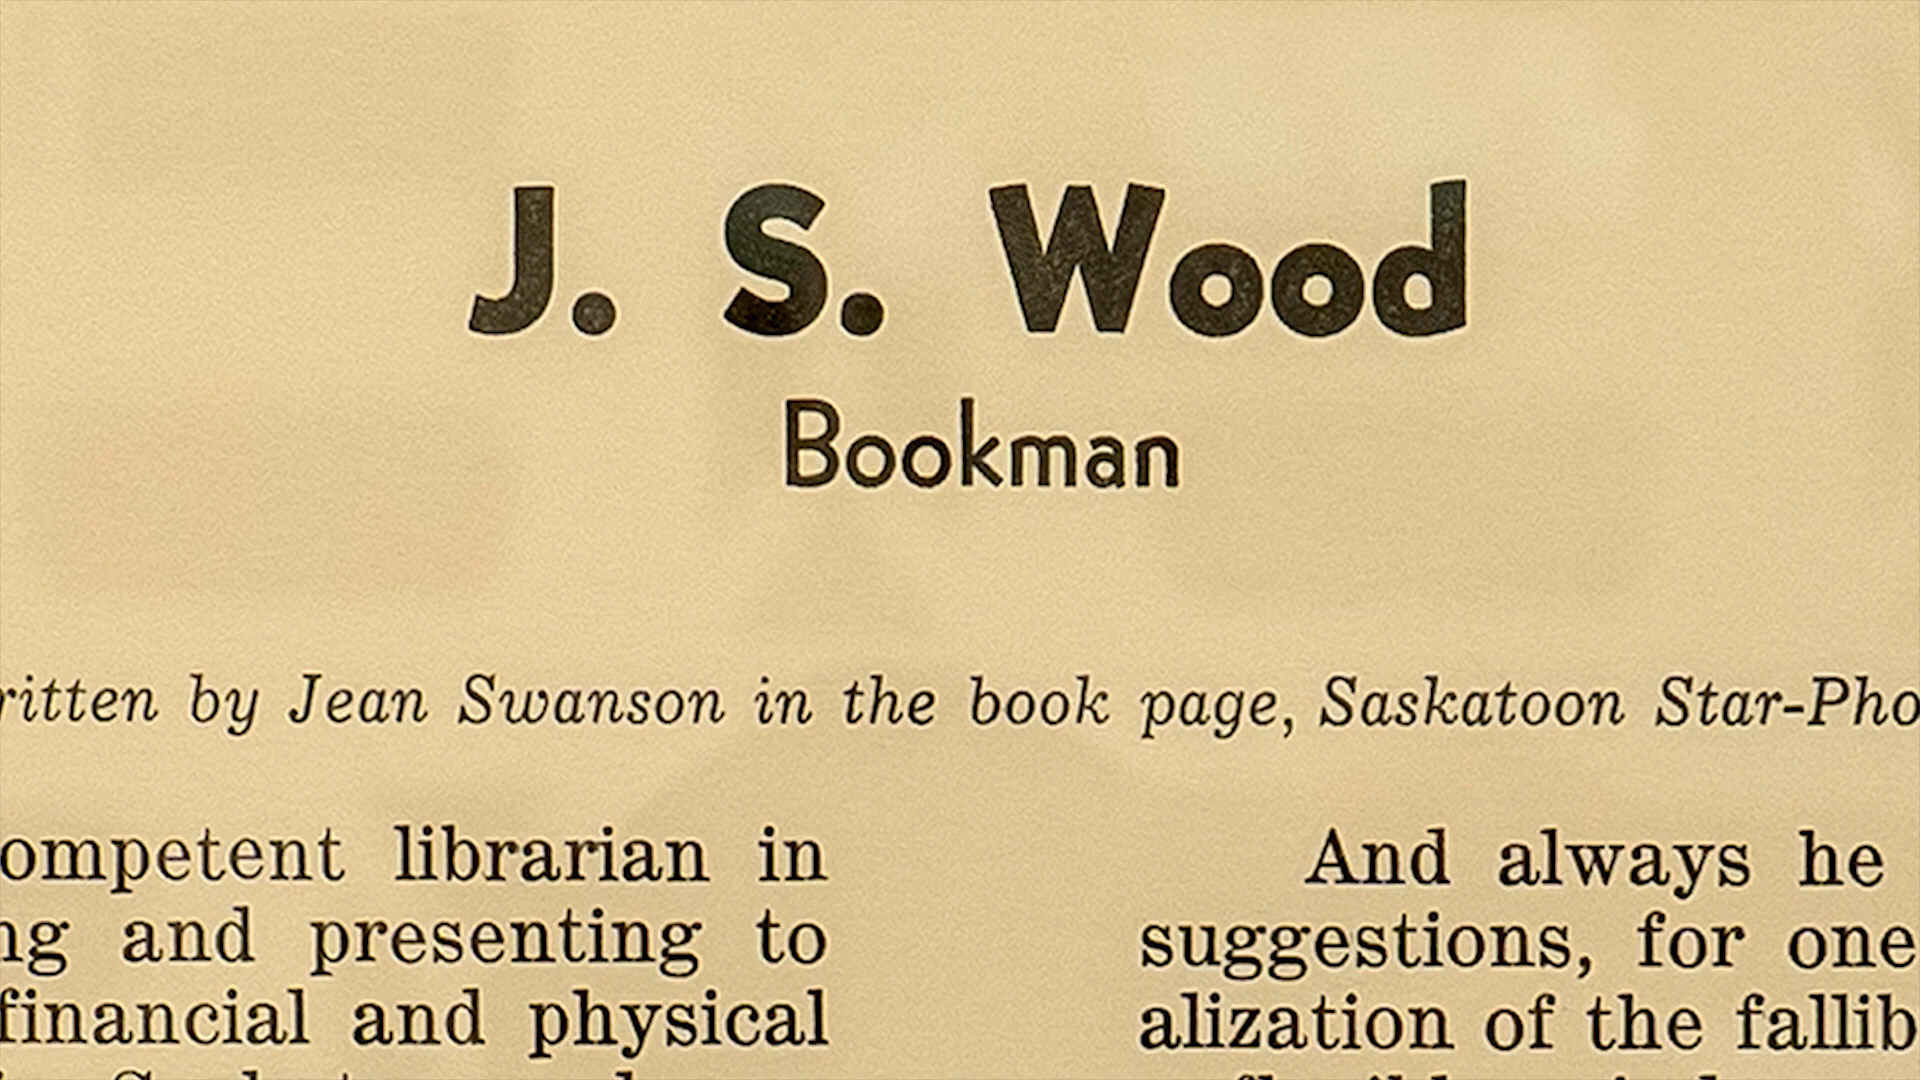 J. S. Wood
Bookman
ritten by Jean Swanson in the book page, Saskatoon Star-Pho
ompetent librarian in
ng and presenting to
financial and physical
And always he
suggestions, for one
alization of the fallib